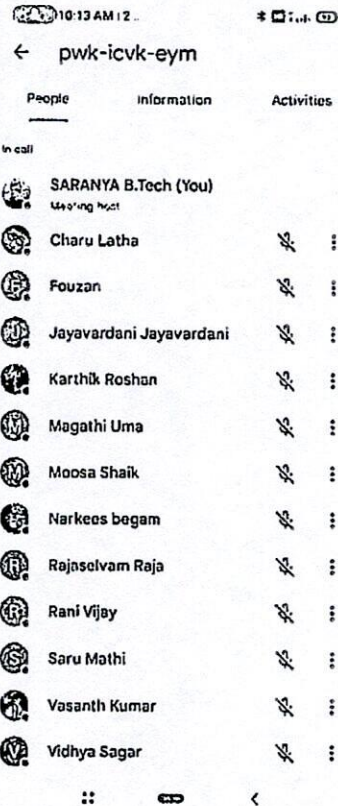 10:13 AM | 2..
pwk-icvk-eym
People Information Activities
In call
SARANYA B.Tech (You)
Meeting host
Charu Latha
F Fouzan
J Jayavardani Jayavardani
Karthik Roshan
M Magathi Uma
M Moosa Shaik
Narkees begam
R Rajaselvam Raja
R Rani Vijay
S Saru Mathi
Vasanth Kumar
V Vidhya Sagar